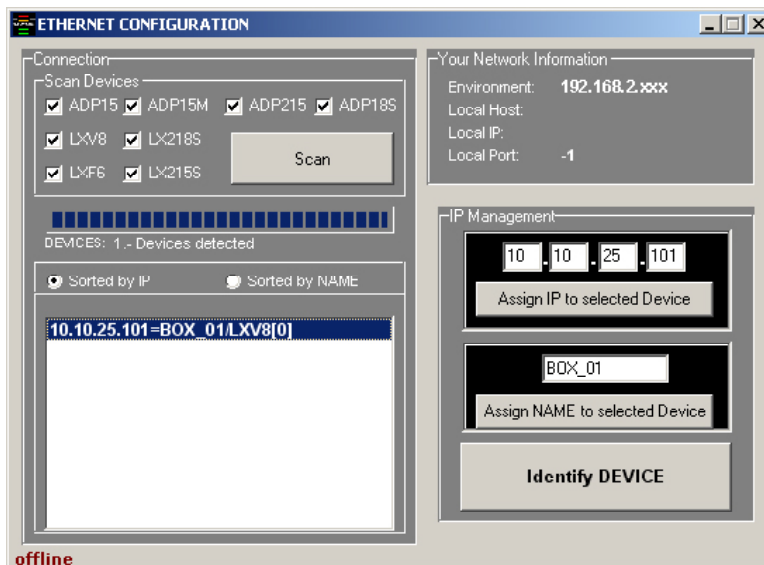 ETHERNET CONFIGURATION
Connection
Scan Devices
ADP15 ADP15M ADP215 ADP18S
LXV8 LX218S
LXF6 LX215S
Scan
DEVICES: 1.- Devices detected
Sorted by IP Sorted by NAME
10.10.25.101=BOX_01/LXV8[0]
offline
Your Network Information
Environment: 192.168.2.xxx
Local Host:
Local IP:
Local Port: -1
IP Management
10 . 10 . 25 . 101
Assign IP to selected Device
BOX_01
Assign NAME to selected Device
Identify DEVICE